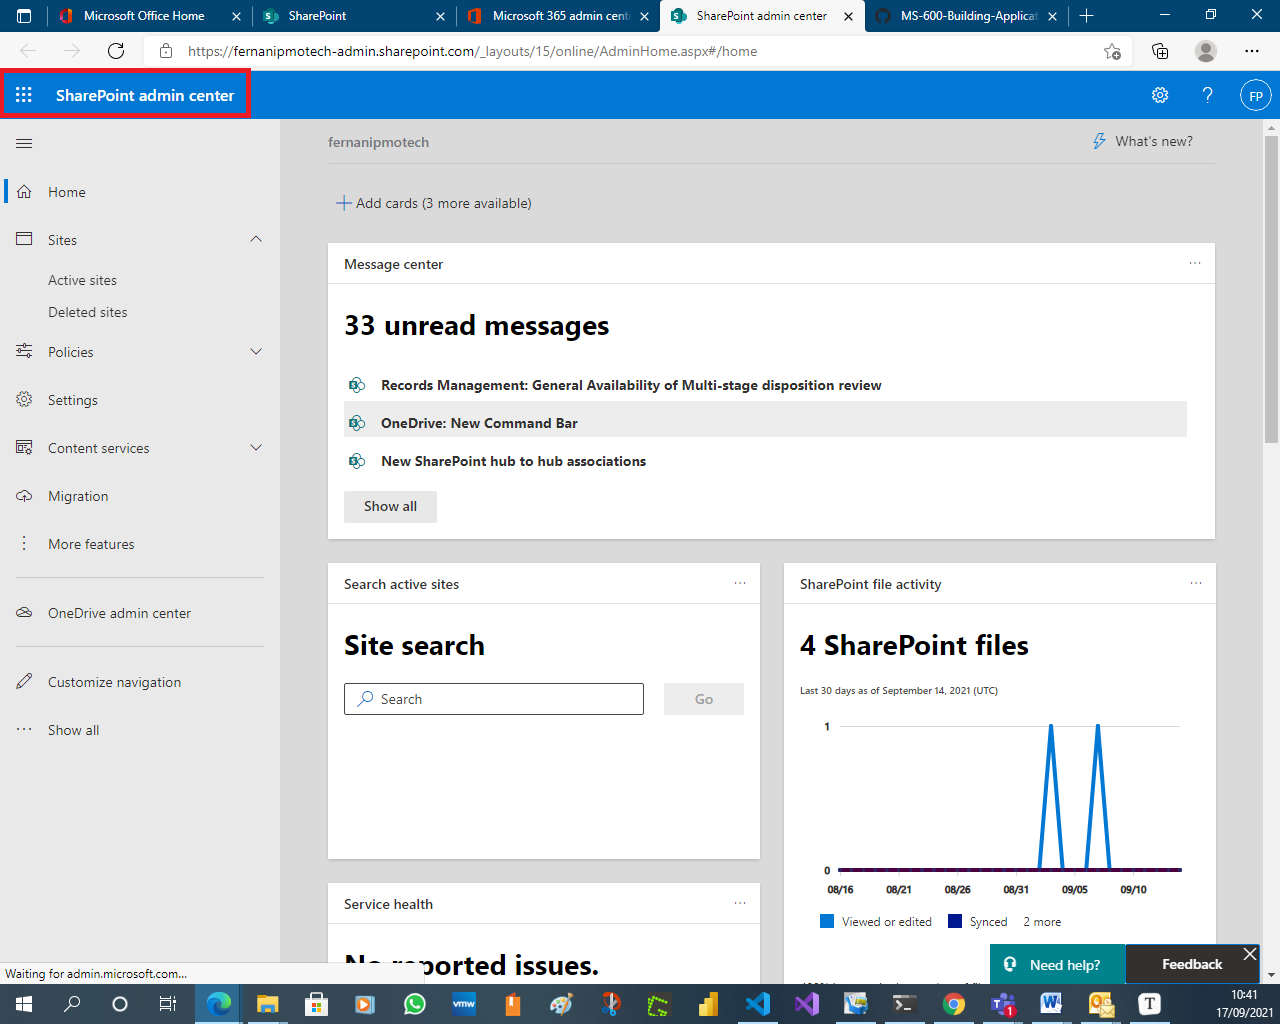 Microsoft Office Home
SharePoint
Microsoft 365 admin cent
SharePoint admin center
MS-600-Building-Applicat
https://fernanipmotech-admin.sharepoint.com/_layouts/15/online/AdminHome.aspx#/home
SharePoint admin center
FP
fernanipmotech
What's new?
Home
Sites
Active sites
Deleted sites
Policies
Settings
Content services
Migration
More features
OneDrive admin center
Customize navigation
Show all
Add cards (3 more available)
Message center
33 unread messages
Records Management: General Availability of Multi-stage disposition review
OneDrive: New Command Bar
New SharePoint hub to hub associations
Show all
Search active sites
Site search
Search
Go
SharePoint file activity
4 SharePoint files
Last 30 days as of September 14, 2021 (UTC)
1
0
08/16 08/21 08/26 08/31 09/05 09/10
Viewed or edited
Synced
2 more
Service health
No reported issues.
Need help?
Feedback
Waiting for admin.microsoft.com...
vmw
1
T
10:41
17/09/2021